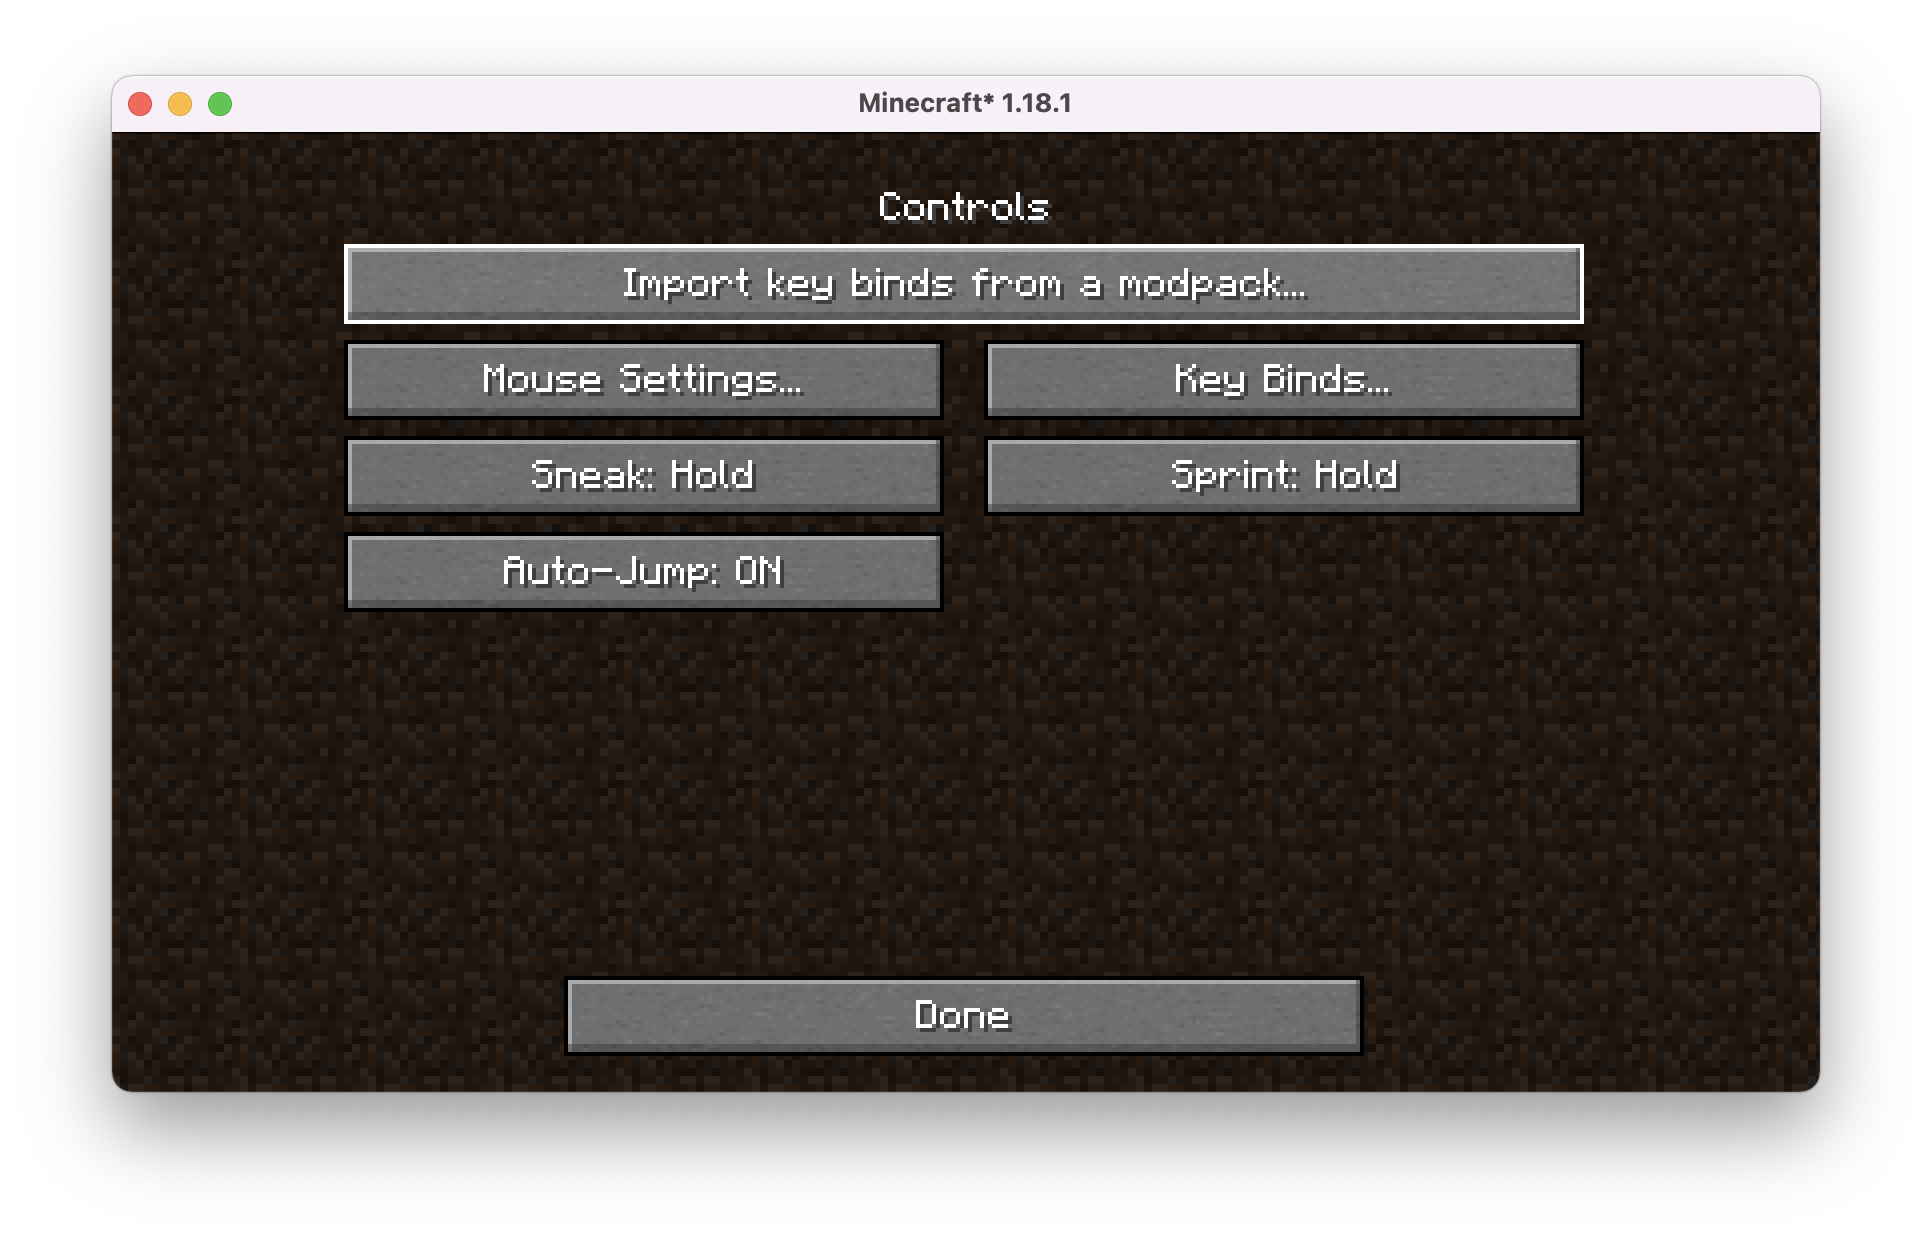 Minecraft* 1.18.1
Controls
Import key binds from a modpack...
Mouse Settings...
Key Binds...
Sneak: Hold
Sprint: Hold
Auto-Jump: ON
Done